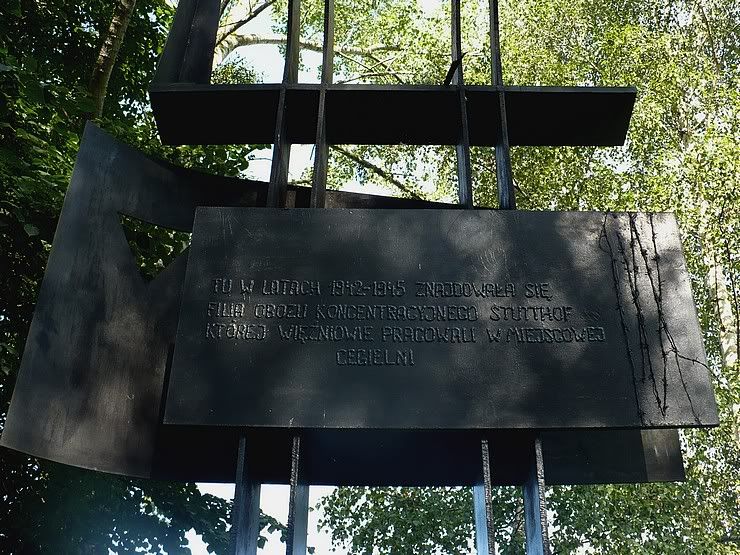 TU W LATACH 1942-1945 ZNAJDOWAŁA SIĘ
FILIA OBOZU KONCENTRACYJNEGO STUTTHOF
KTÓREJ WIĘŹNIOWIE PRACOWALI W MIEJSCOWEJ
CEGIELNI